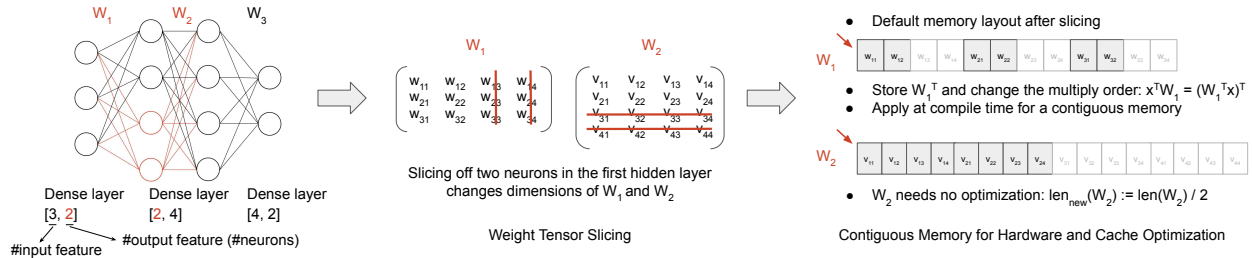 W1 W2 W3
Dense layer Dense layer Dense layer
[3, 2] [2, 4] [4, 2]
#output feature (#neurons)
#input feature
W1 W2
w11 w12 w13 w14
w21 w22 w23 w24
w31 w32 w33 w34
v11 v12 v13 v14
v21 v22 v23 v24
v31 v32 v33 v34
v41 v42 v43 v44
Slicing off two neurons in the first hidden layer
changes dimensions of W1 and W2
Weight Tensor Slicing
● Default memory layout after slicing
W1 w11 w12 w13 w14 w21 w22 w23 w24 w31 w32 w33 w34
● Store W1ᵀ and change the multiply order: xᵀW1 = (W1ᵀx)ᵀ
● Apply at compile time for a contiguous memory
W2 v11 v12 v13 v14 v21 v22 v23 v24 v31 v32 v33 v34 v41 v42 v43 v44
● W2 needs no optimization: lennew(W2) := len(W2) / 2
Contiguous Memory for Hardware and Cache Optimization